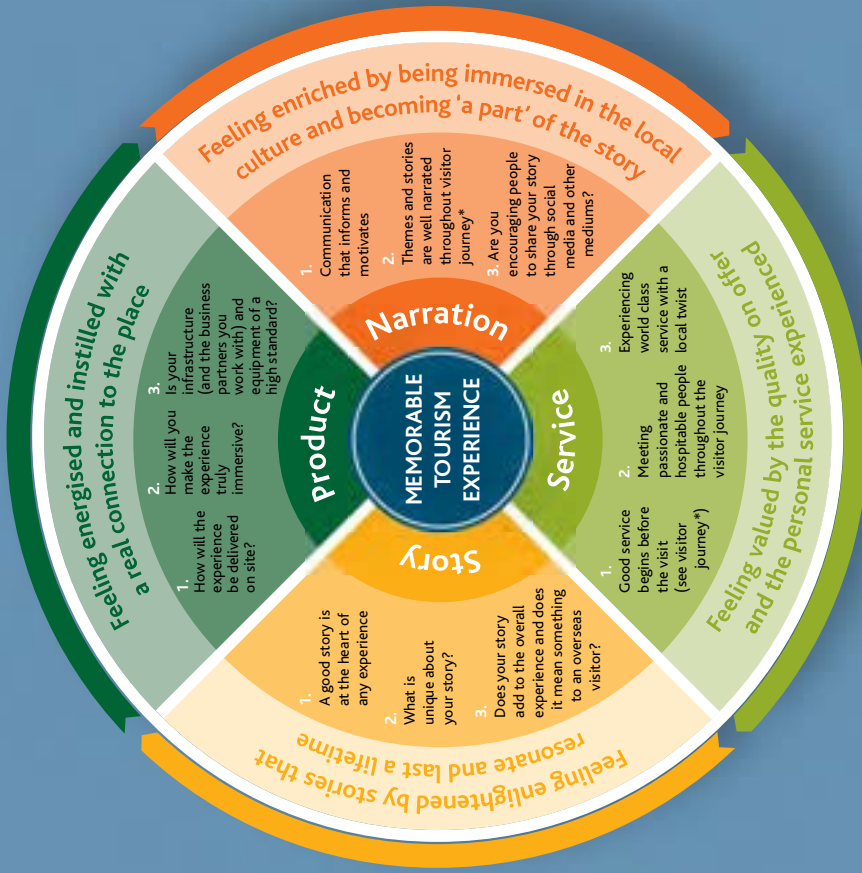 MEMORABLE
TOURISM
EXPERIENCE
Story
Feeling enlightened by stories that
resonate and last a lifetime
1.
A good story is
at the heart of
any experience
2.
What is
unique about
your story?
3.
Does your story
add to the overall
experience and does
it mean something
to an overseas
visitor?
Product
Feeling energised and instilled with
a real connection to the place
1.
How will the
experience
be delivered
on site?
2.
How will you
make the
experience
truly
immersive?
3.
Is your
infrastructure
(and the business
partners you
work with) and
equipment of a
high standard?
Narration
Feeling enriched by being immersed in the local
culture and becoming ‘a part’ of the story
1.
Communication
that informs and
motivates
2.
Themes and stories
are well narrated
throughout visitor
journey*
3. Are you
encouraging people
to share your story
through social
media and other
mediums?
Service
Feeling valued by the quality on offer
and the personal service experienced
1.
Good service
begins before
the visit
(see visitor
journey*)
2.
Meeting
passionate and
hospitable people
throughout the
visitor journey
3.
Experiencing
world class
service with a
local twist